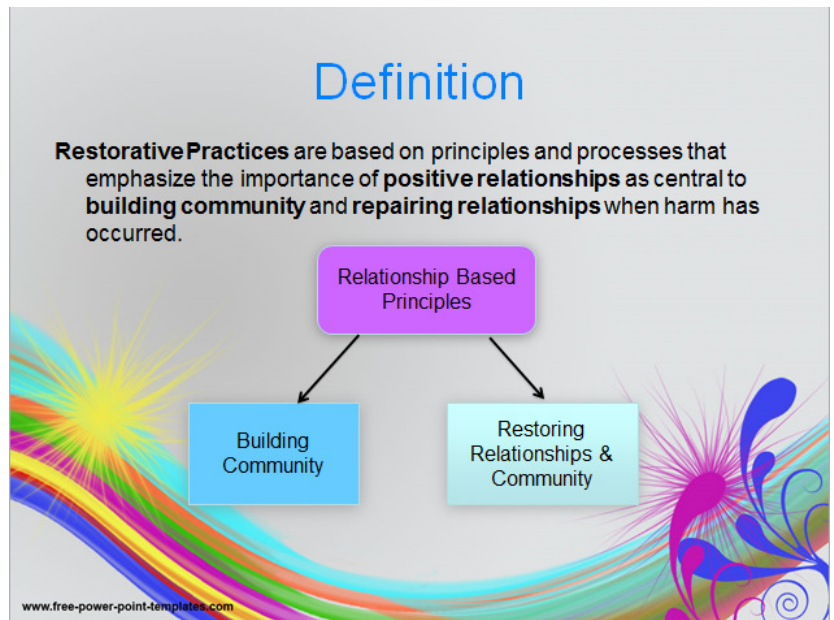 Definition
Restorative Practices are based on principles and processes that
emphasize the importance of positive relationships as central to
building community and repairing relationships when harm has
occurred.
Relationship Based
Principles
Building
Community
Restoring
Relationships &
Community
www.free-power-point-templates.com